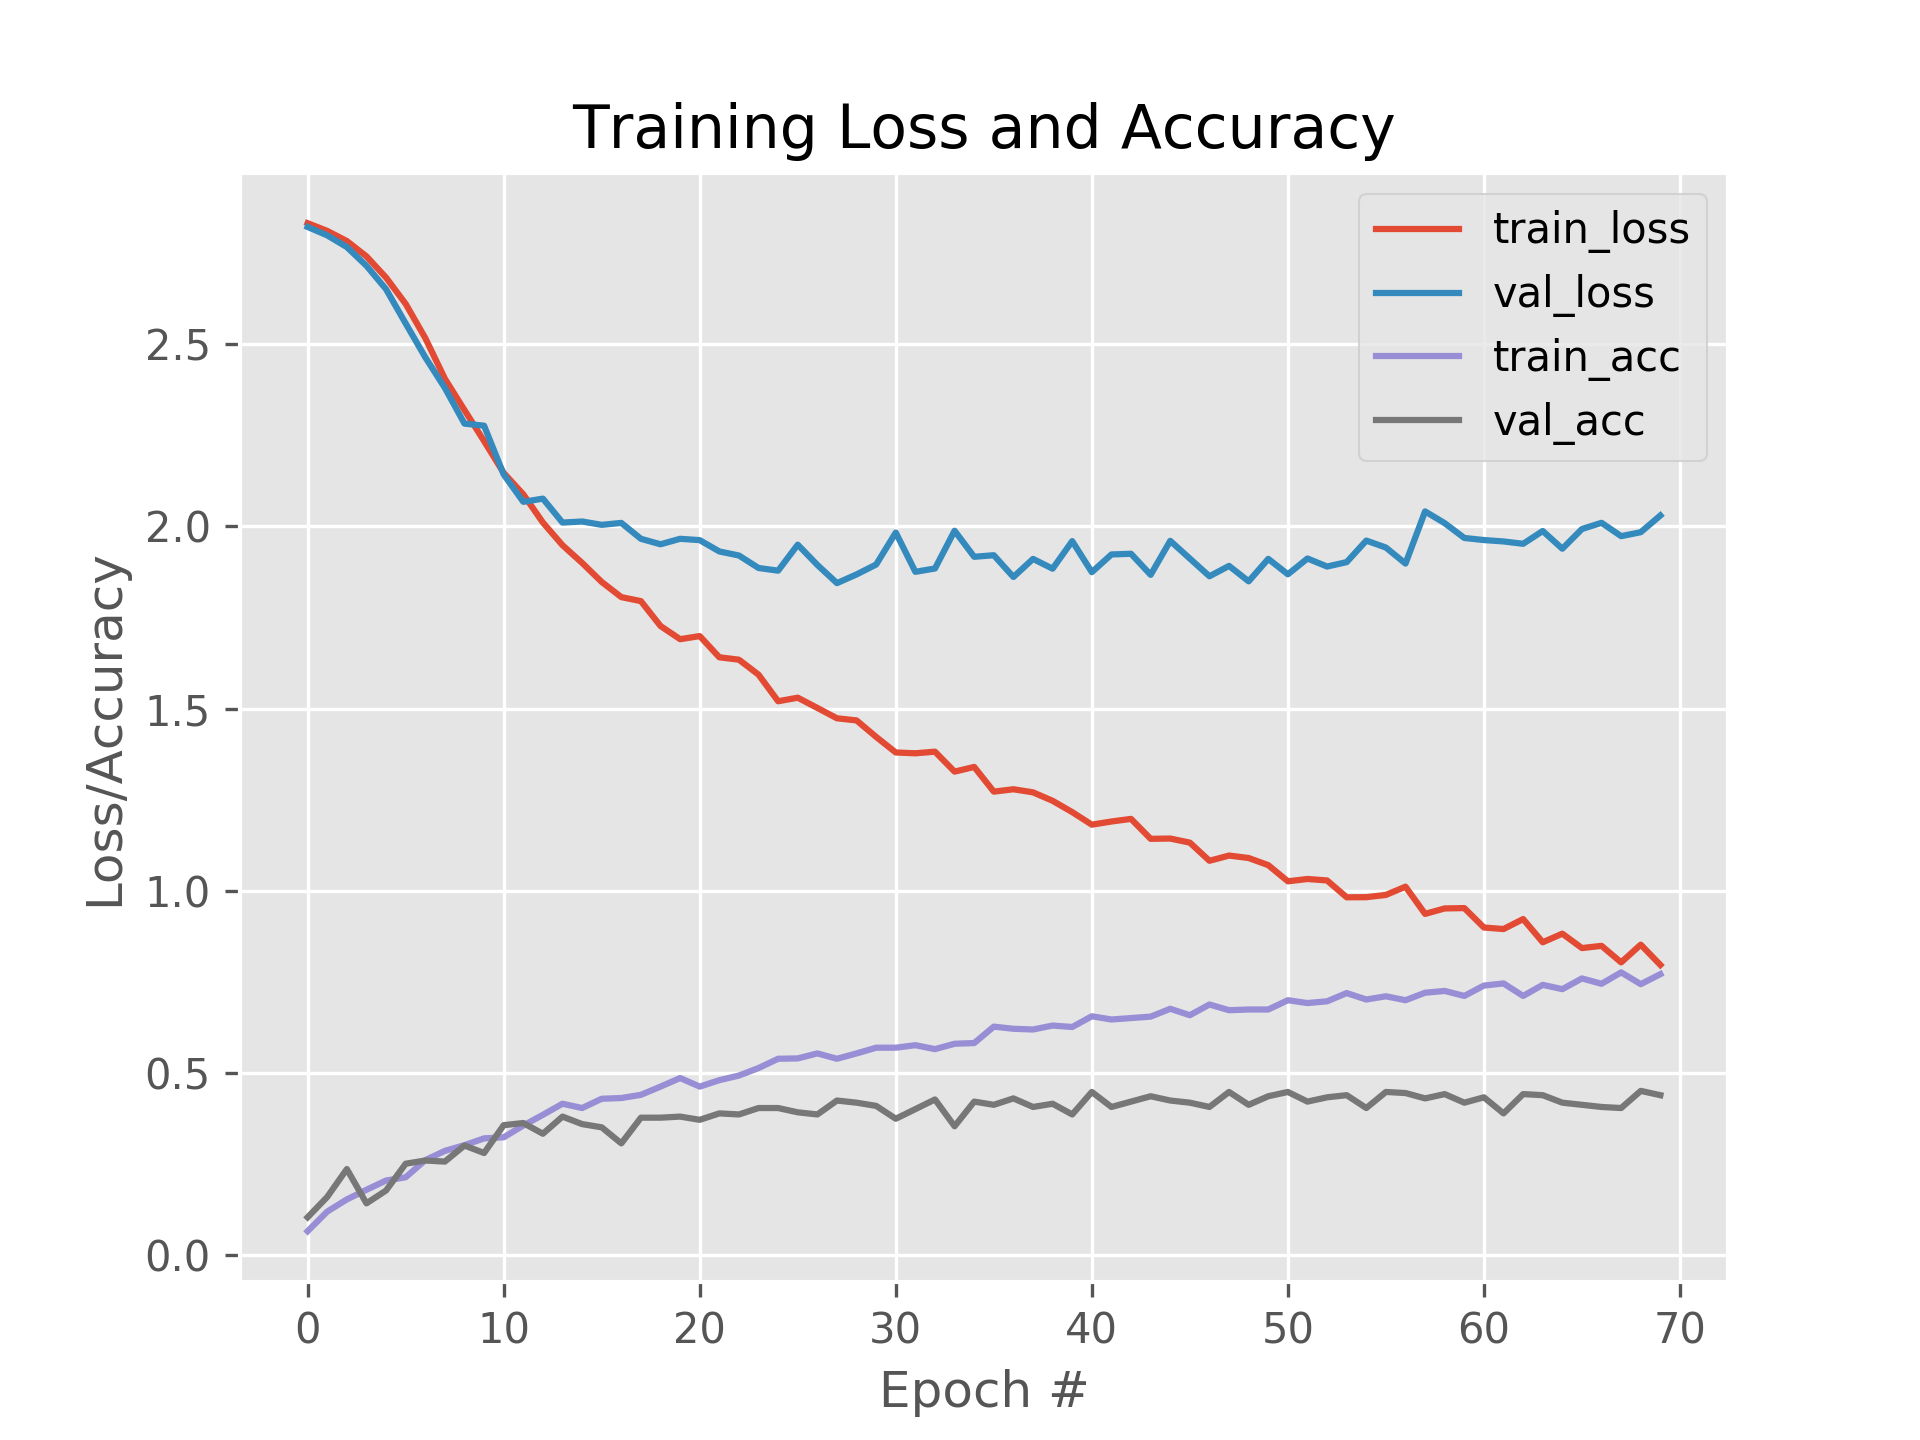 Training Loss and Accuracy
train_loss
val_loss
train_acc
val_acc
Loss/Accuracy
2.5
2.0
1.5
1.0
0.5
0.0
0 10 20 30 40 50 60 70
Epoch #